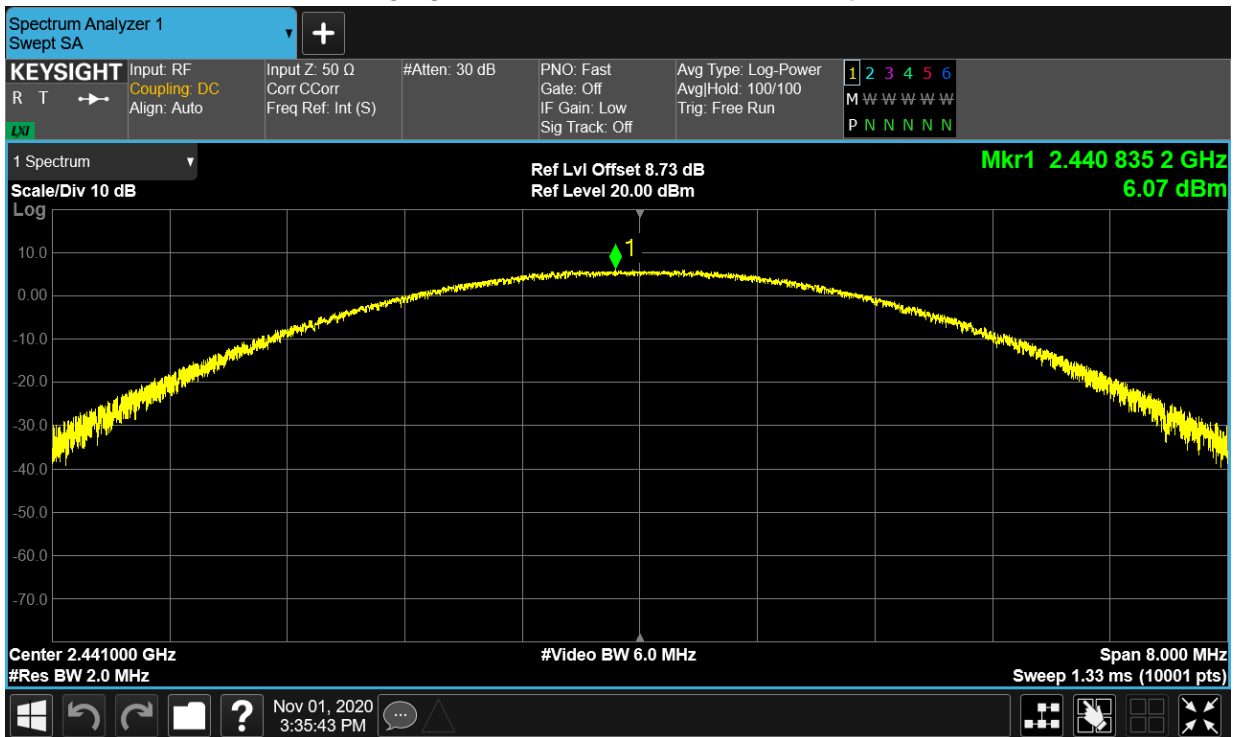 Spectrum Analyzer 1
Swept SA
KEYSIGHT Input: RF Input Z: 50 Ω #Atten: 30 dB PNO: Fast Avg Type: Log-Power 1 2 3 4 5 6
R T Coupling: DC Corr CCorr Gate: Off Avg|Hold: 100/100 M W W W W W
Align: Auto Freq Ref: Int (S) IF Gain: Low Trig: Free Run
LXI Sig Track: Off P N N N N N
1 Spectrum Ref Lvl Offset 8.73 dB Mkr1 2.440 835 2 GHz
Scale/Div 10 dB Ref Level 20.00 dBm 6.07 dBm
Log
1
10.0
0.00
-10.0
-20.0
-30.0
-40.0
-50.0
-60.0
-70.0
Center 2.441000 GHz #Video BW 6.0 MHz Span 8.000 MHz
#Res BW 2.0 MHz Sweep 1.33 ms (10001 pts)
? Nov 01, 2020
3:35:43 PM